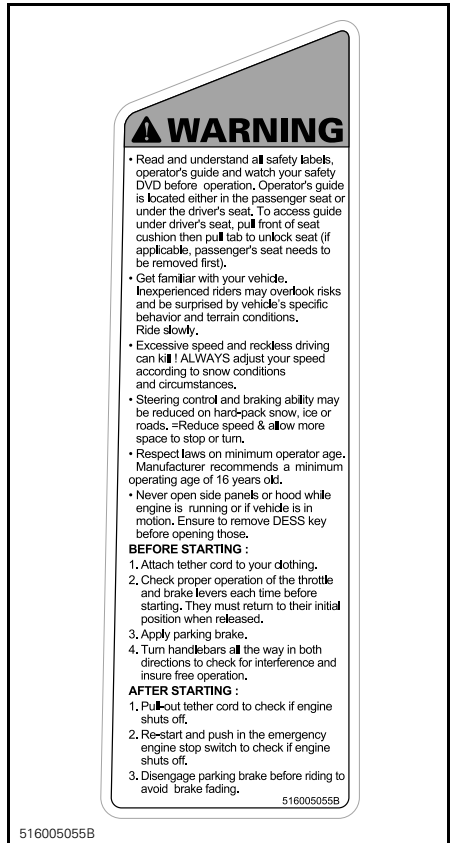 WARNING
• Read and understand all safety labels,
operator's guide and watch your safety
DVD before operation. Operator's guide
is located either in the passenger seat or
under the driver's seat. To access guide
under driver's seat, pull front of seat
cushion then pull tab to unlock seat (if
applicable, passenger's seat needs to
be removed first).
• Get familiar with your vehicle.
Inexperienced riders may overlook risks
and be surprised by vehicle's specific
behavior and terrain conditions.
Ride slowly.
• Excessive speed and reckless driving
can kill ! ALWAYS adjust your speed
according to snow conditions
and circumstances.
• Steering control and braking ability may
be reduced on hard-pack snow, ice or
roads. =Reduce speed & allow more
space to stop or turn.
• Respect laws on minimum operator age.
Manufacturer recommends a minimum
operating age of 16 years old.
• Never open side panels or hood while
engine is running or if vehicle is in
motion. Ensure to remove DESS key
before opening those.
BEFORE STARTING :
1. Attach tether cord to your clothing.
2. Check proper operation of the throttle
and brake levers each time before
starting. They must return to their initial
position when released.
3. Apply parking brake.
4. Turn handlebars all the way in both
directions to check for interference and
insure free operation.
AFTER STARTING :
1. Pull-out tether cord to check if engine
shuts off.
2. Re-start and push in the emergency
engine stop switch to check if engine
shuts off.
3. Disengage parking brake before riding to
avoid brake fading.
516005055B
516005055B